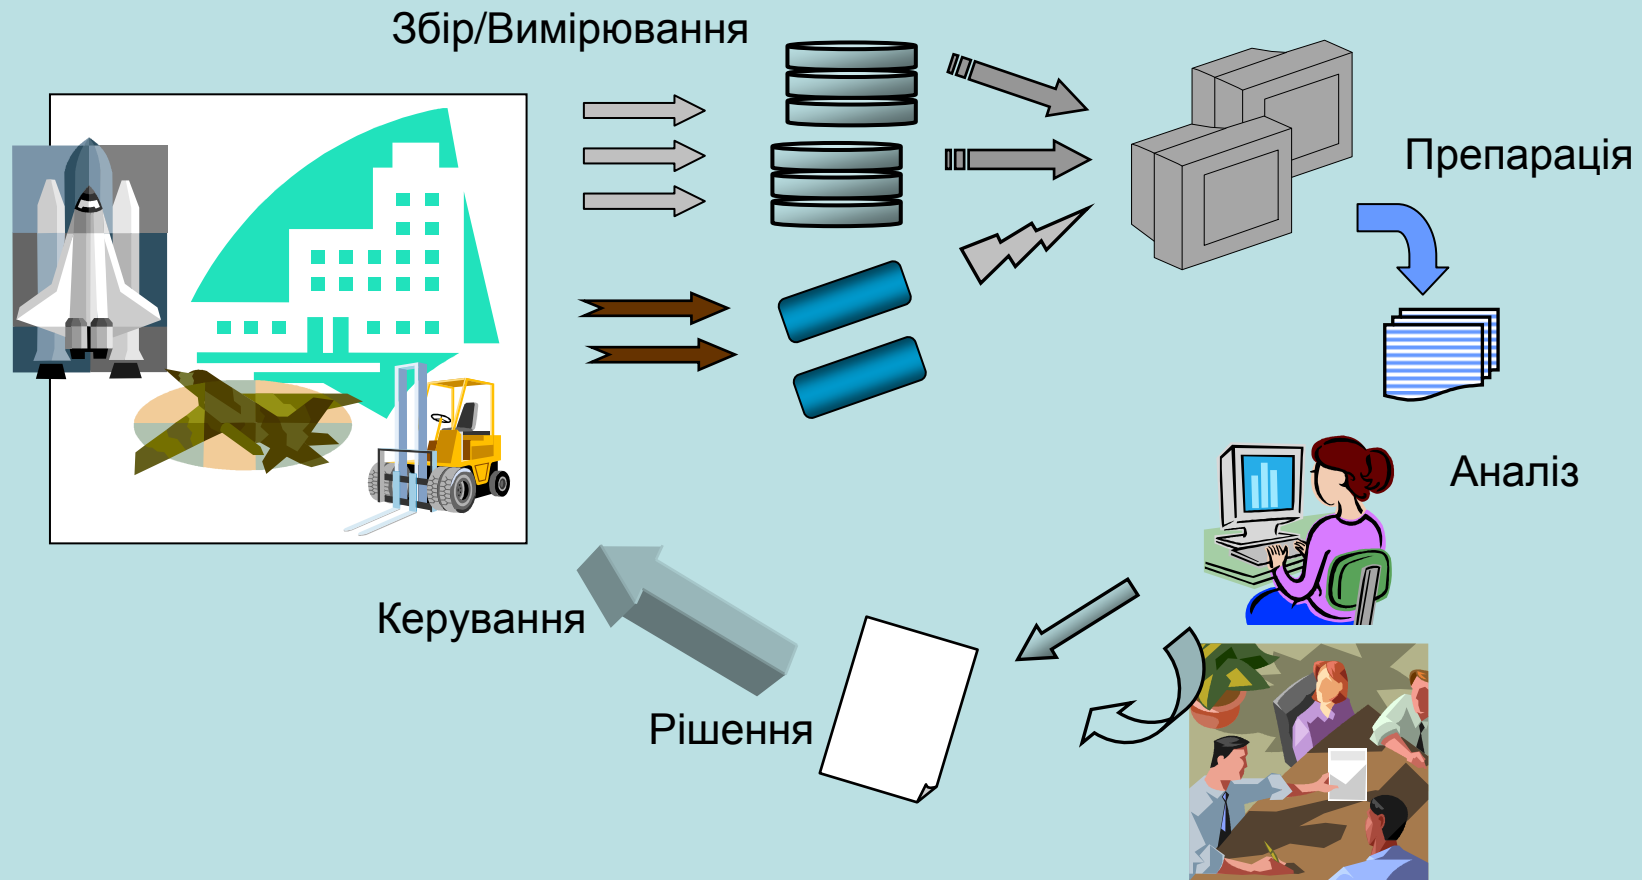 Збір/Вимірювання
Препарація
Аналіз
Керування
Рішення